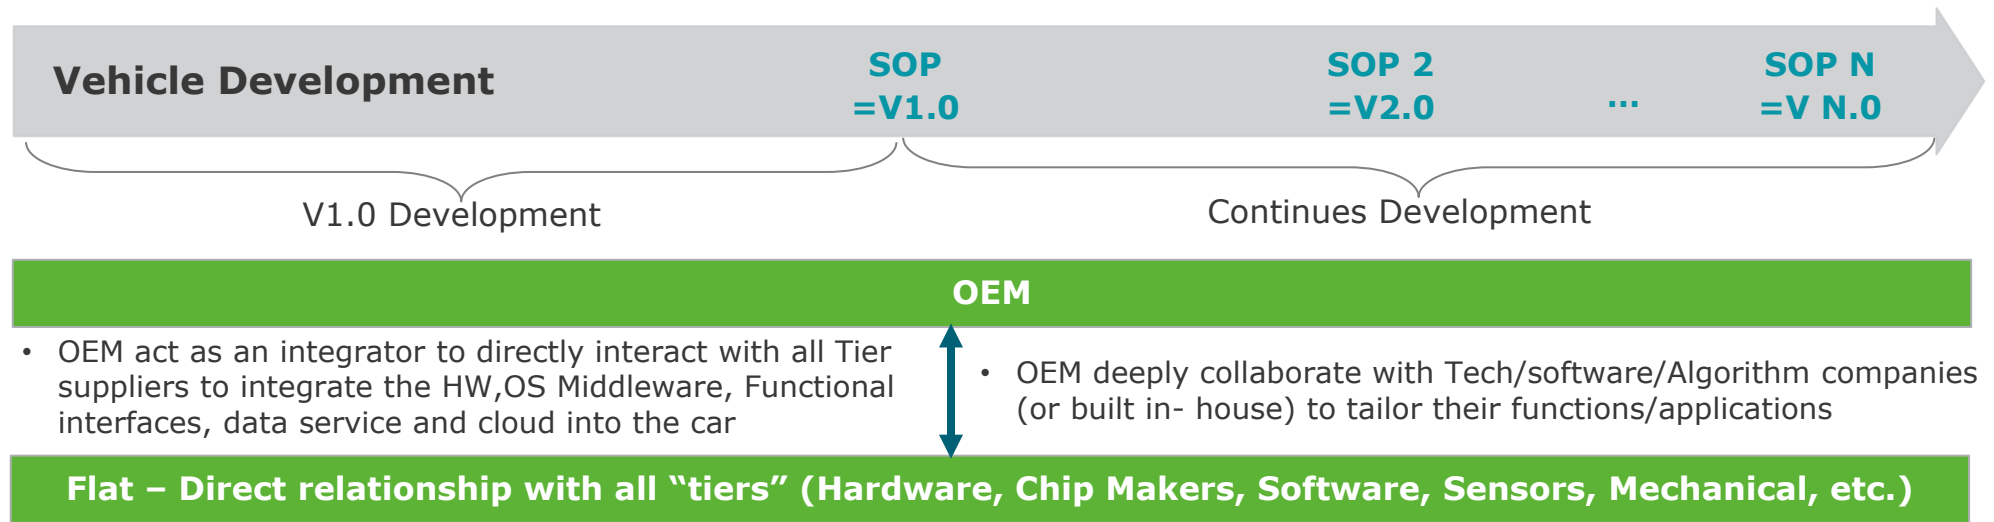 Vehicle Development
SOP
=V1.0
SOP 2
=V2.0
...
SOP N
=V N.0
V1.0 Development
Continues Development
OEM
• OEM act as an integrator to directly interact with all Tier
suppliers to integrate the HW,OS Middleware, Functional
interfaces, data service and cloud into the car
• OEM deeply collaborate with Tech/software/Algorithm companies
(or built in- house) to tailor their functions/applications
Flat – Direct relationship with all “tiers” (Hardware, Chip Makers, Software, Sensors, Mechanical, etc.)